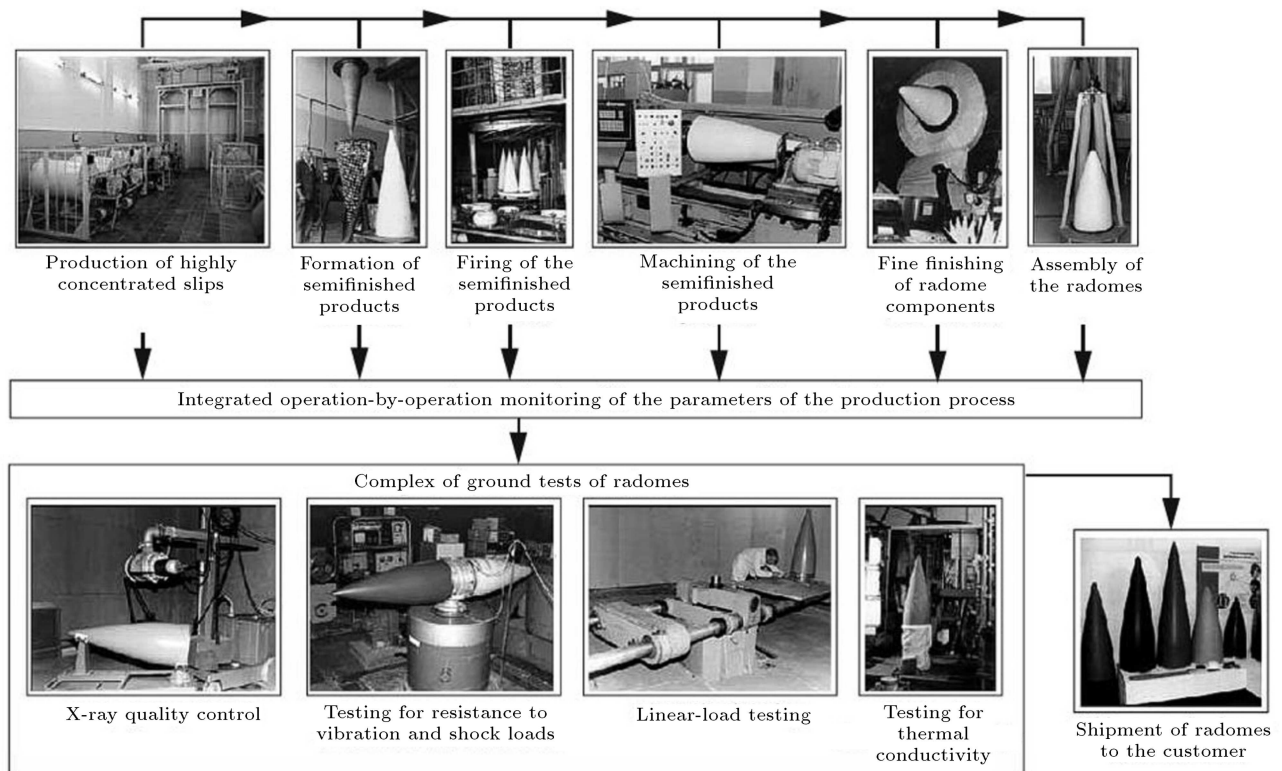 Production of highly
concentrated slips
Formation of
semifinished
products
Firing of the
semifinished
products
Machining of the
semifinished
products
Fine finishing
of radome
components
Assembly of
the radomes
Integrated operation-by-operation monitoring of the parameters of the production process
Complex of ground tests of radomes
X-ray quality control
Testing for resistance to
vibration and shock loads
Linear-load testing
Testing for
thermal
conductivity
Shipment of radomes
to the customer